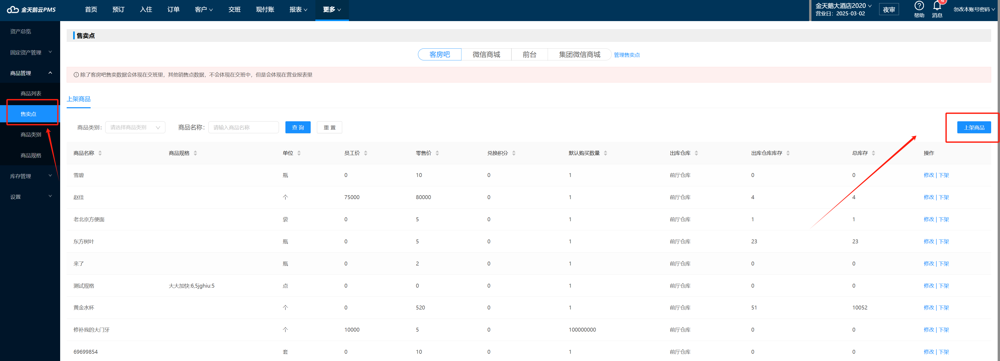 金天鹅云PMS 首页 预订 入住 订单 客户 交班 现付账 报表 更多 金天鹅大酒店2020 夜审 帮助 4 消息 勿改本账号密码
营业日：2025-03-02
资产总览
固定资产管理
商品管理
商品列表
售卖点
商品类别
商品规格
库存管理
设置
售卖点
客房吧 微信商城 前台 集团微信商城 管理售卖点
除了客房吧售卖数据会体现在交班里，其他销售点数据，不会体现在交班中，但是会体现在营业报表里
上架商品
商品类别： 请选择商品类别 商品名称： 请输入商品名称 查 询 重 置 上架商品
商品名称 商品规格 单位 员工价 零售价 兑换积分 默认购买数量 出库仓库 出库仓库库存 总库存 操作
雪碧 瓶 0 10 0 1 前厅仓库 0 0 修改 | 下架
赵佳 个 75000 80000 0 1 前厅仓库 4 4 修改 | 下架
老北京方便面 袋 0 5 0 1 前厅仓库 1 1 修改 | 下架
东方树叶 瓶 0 5 0 1 前厅仓库 23 23 修改 | 下架
来了 瓶 0 2 0 1 前厅仓库 0 0 修改 | 下架
测试规格 大大加快:6,5jghiu:5 点 0 0 0 1 前厅仓库 0 0 修改 | 下架
黄金水杯 个 0 520 0 1 前厅仓库 51 10052 修改 | 下架
修补我的大门牙 个 10000 5 0 100000000 前厅仓库 0 0 修改 | 下架
69699854 套 0 10 0 1 前厅仓库 0 0 修改 | 下架